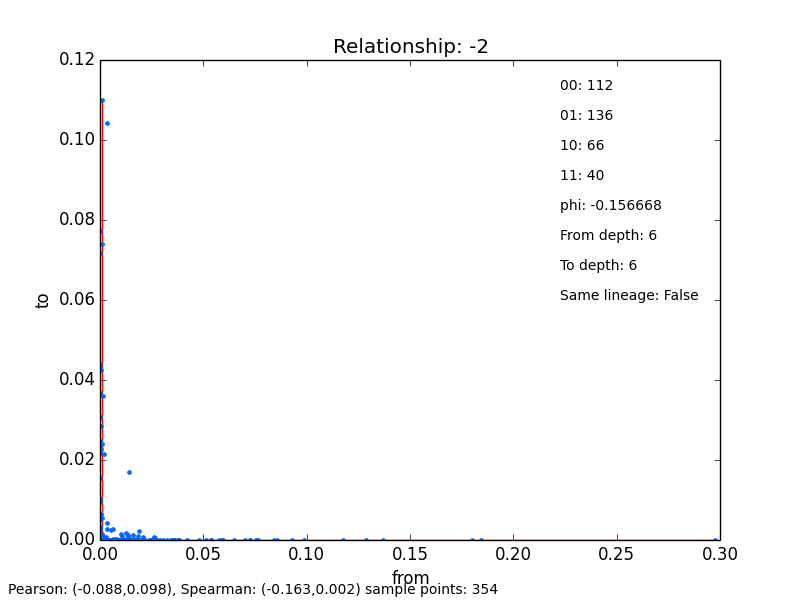 Relationship: -2
0.12
0.10
0.08
0.06
0.04
0.02
0.00
to
00: 112
01: 136
10: 66
11: 40
phi: -0.156668
From depth: 6
To depth: 6
Same lineage: False
0.00 0.05 0.10 0.15 0.20 0.25 0.30
from
Pearson: (-0.088,0.098), Spearman: (-0.163,0.002) sample points: 354